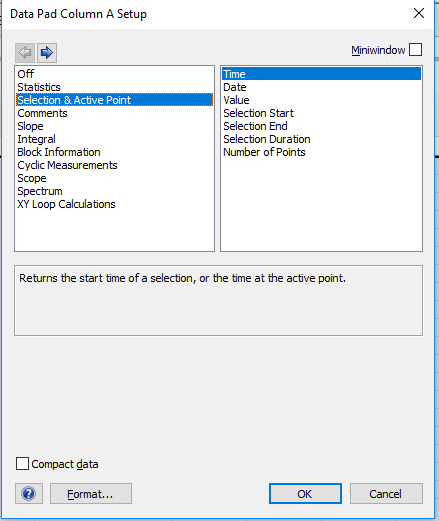 Data Pad Column A Setup
Miniwindow
Off
Statistics
Selection & Active Point
Comments
Slope
Integral
Block Information
Cyclic Measurements
Scope
Spectrum
XY Loop Calculations
Time
Date
Value
Selection Start
Selection End
Selection Duration
Number of Points
Returns the start time of a selection, or the time at the active point.
Compact data
?
Format...
OK
Cancel